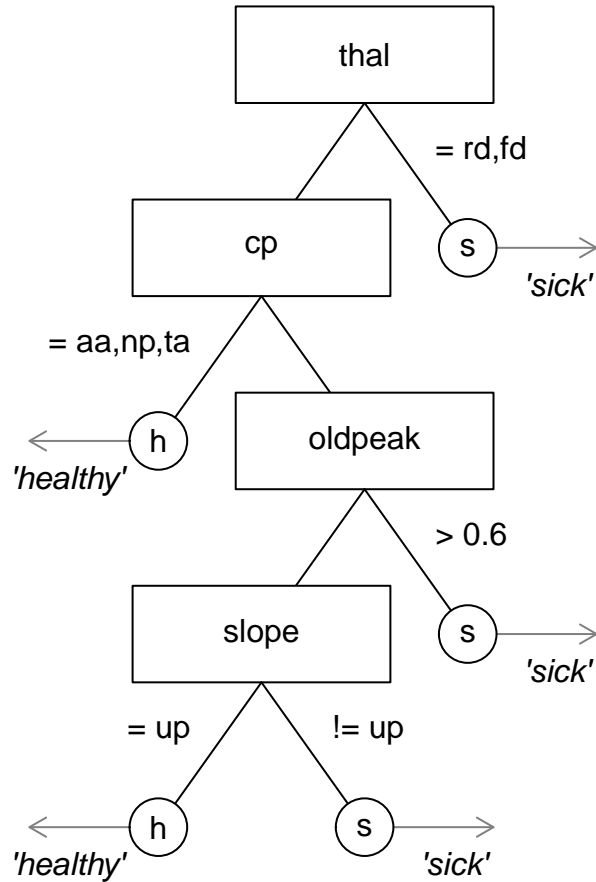 thal
= rd,fd
cp
s
'sick'
= aa,np,ta
h
'healthy'
oldpeak
> 0.6
slope
s
'sick'
= up
!= up
h
s
'healthy'
'sick'